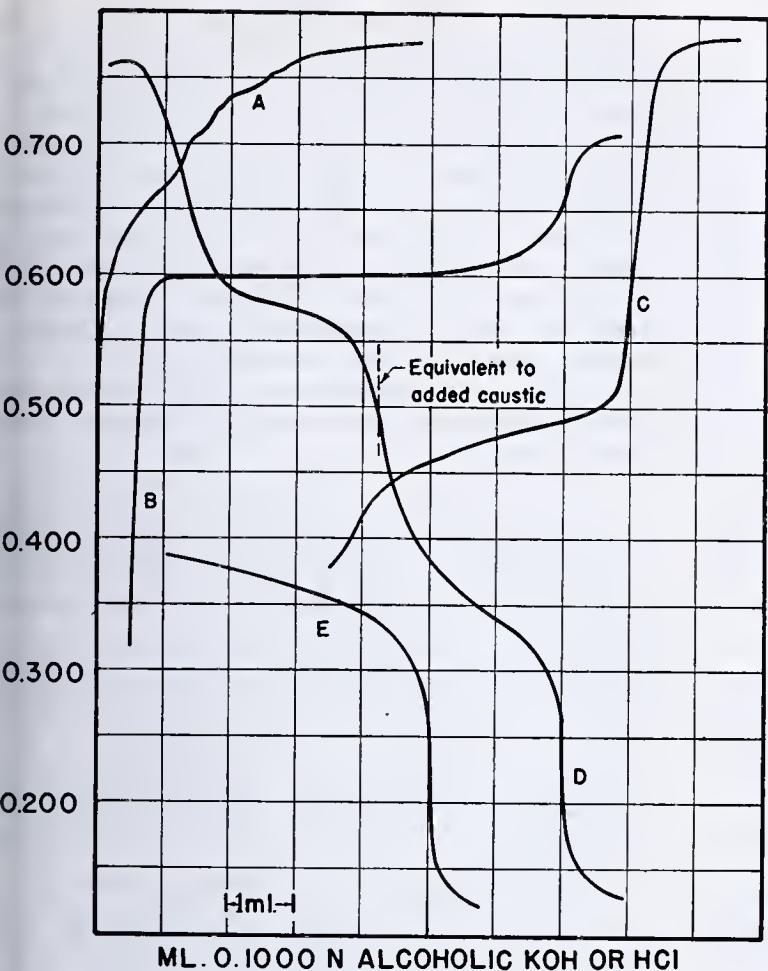 A
0.700
0.600
C
Equivalent to
added caustic
0.500
B
0.400
E
0.300
D
0.200
1ml.
ML. 0.1000 N ALCOHOLIC KOH OR HCl